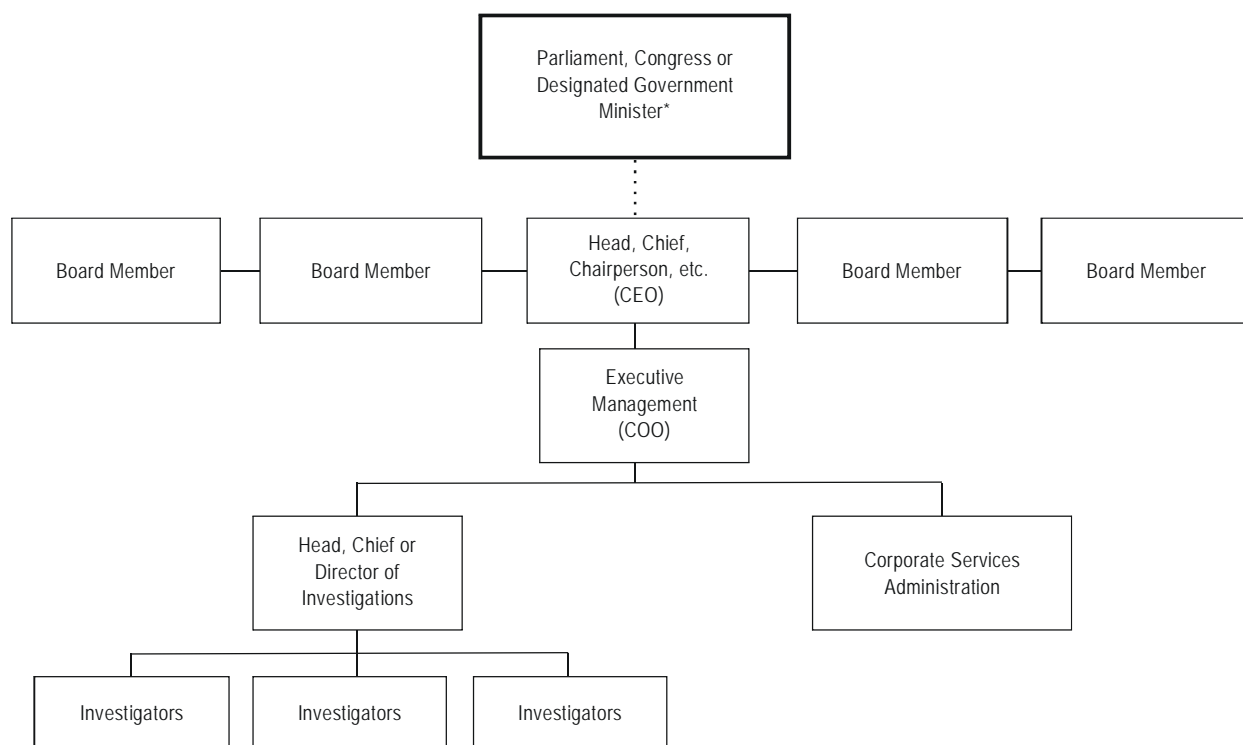 Parliament, Congress or
Designated Government
Minister*
Board Member
Board Member
Head, Chief,
Chairperson, etc.
(CEO)
Board Member
Board Member
Executive
Management
(COO)
Head, Chief or
Director of
Investigations
Corporate Services
Administration
Investigators
Investigators
Investigators